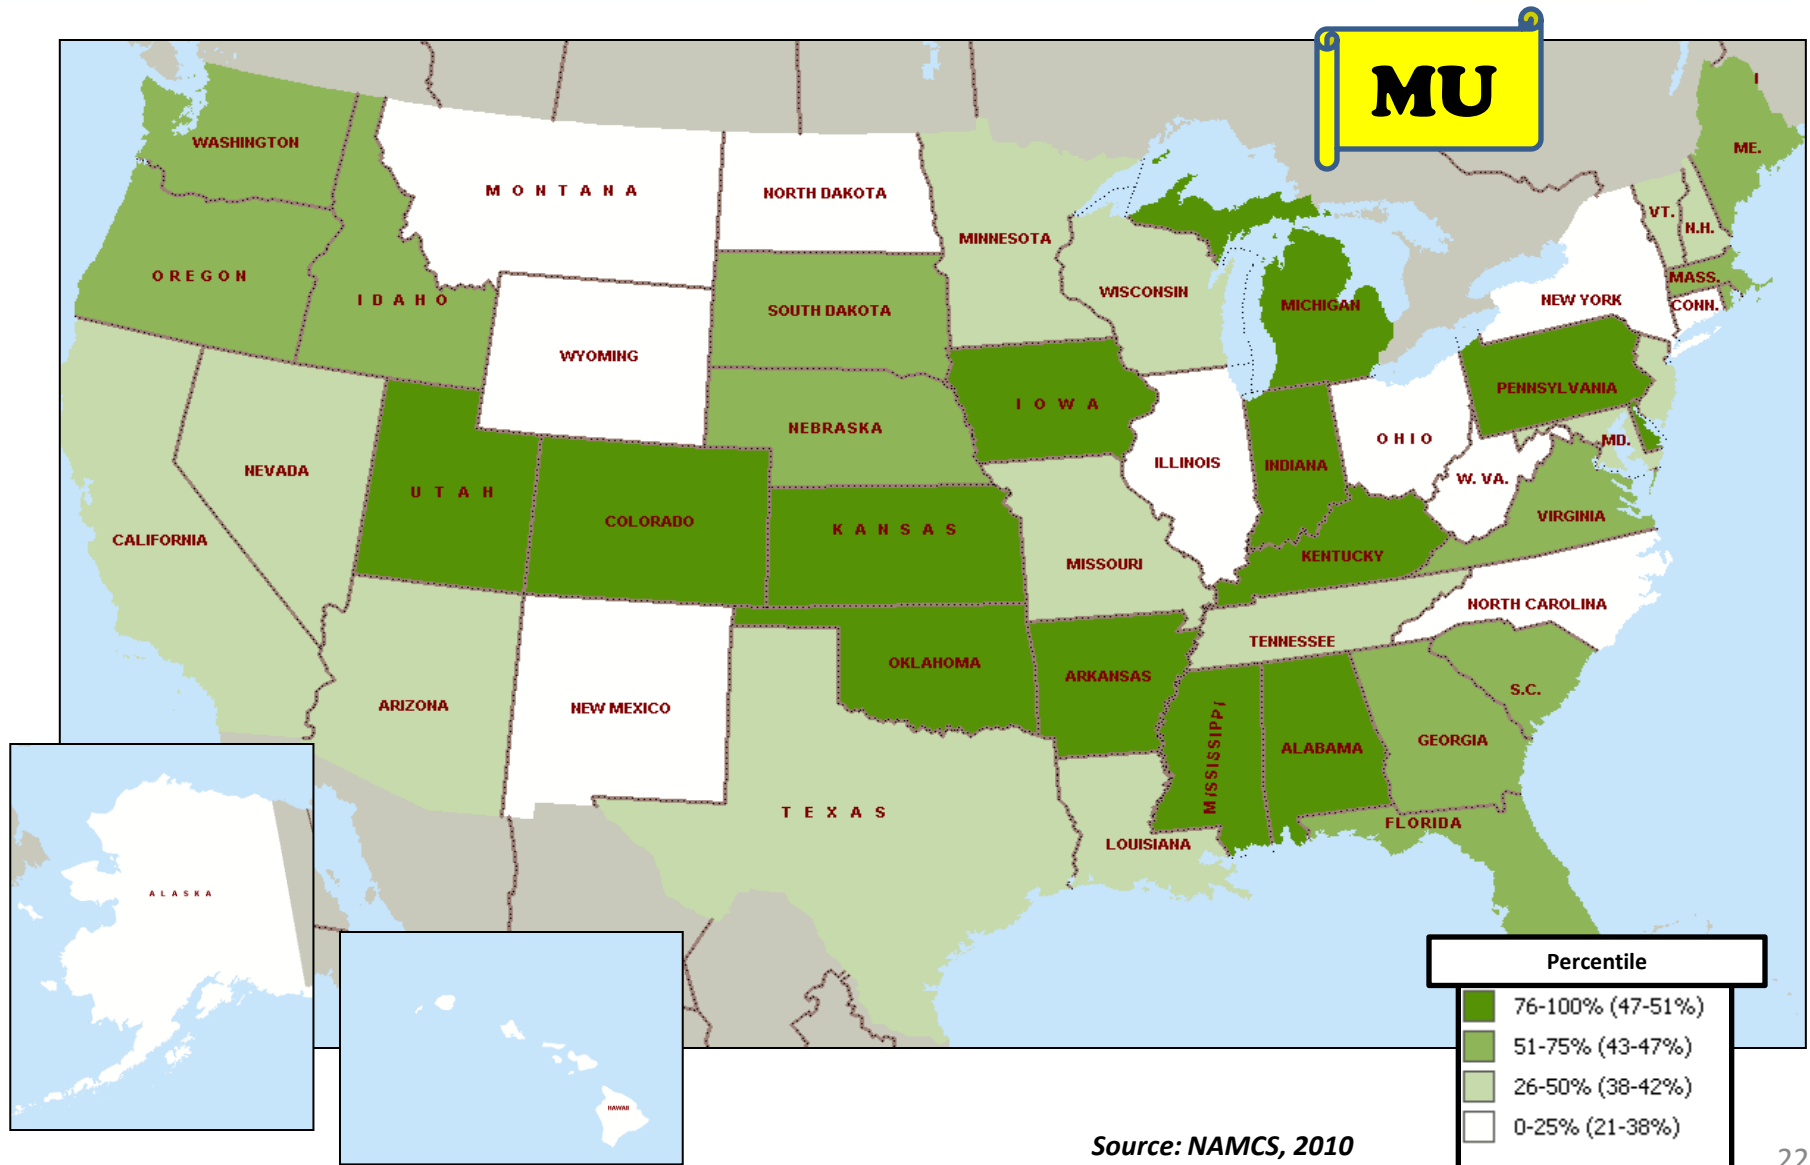 MU
I
WASHINGTON
ME.
MONTANA
NORTH DAKOTA
VT.
N.H.
MINNESOTA
OREGON
IDAHO
MASS.
WISCONSIN
NEW YORK
CONN.
MICHIGAN
SOUTH DAKOTA
WYOMING
PENNSYLVANIA
IOWA
NEBRASKA
OHIO
MD.
ILLINOIS
INDIANA
NEVADA
W. VA.
UTAH
COLORADO
KANSAS
VIRGINIA
CALIFORNIA
KENTUCKY
MISSOURI
NORTH CAROLINA
TENNESSEE
OKLAHOMA
ARKANSAS
S.C.
ARIZONA
NEW MEXICO
MISSISSIPPI
ALABAMA
GEORGIA
TEXAS
FLORIDA
LOUISIANA
ALASKA
HAWAII
Percentile
76-100% (47-51%)
51-75% (43-47%)
26-50% (38-42%)
0-25% (21-38%)
Source: NAMCS, 2010
22